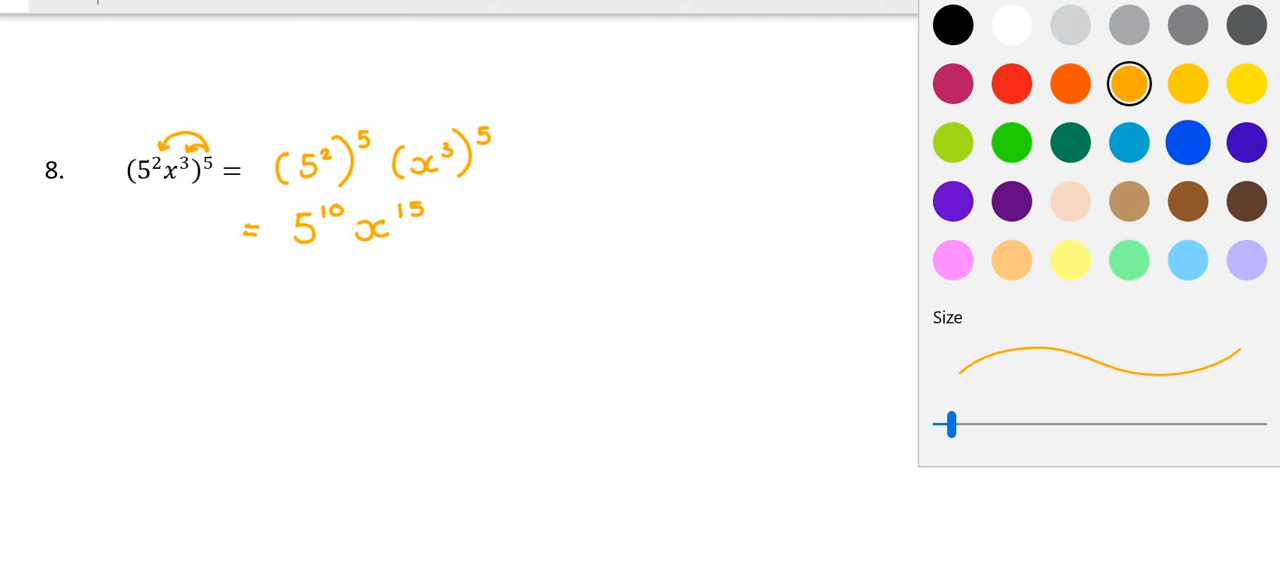 8. (5²x³)⁵ = (5²)⁵ (x³)⁵
= 5¹⁰ x¹⁵
Size